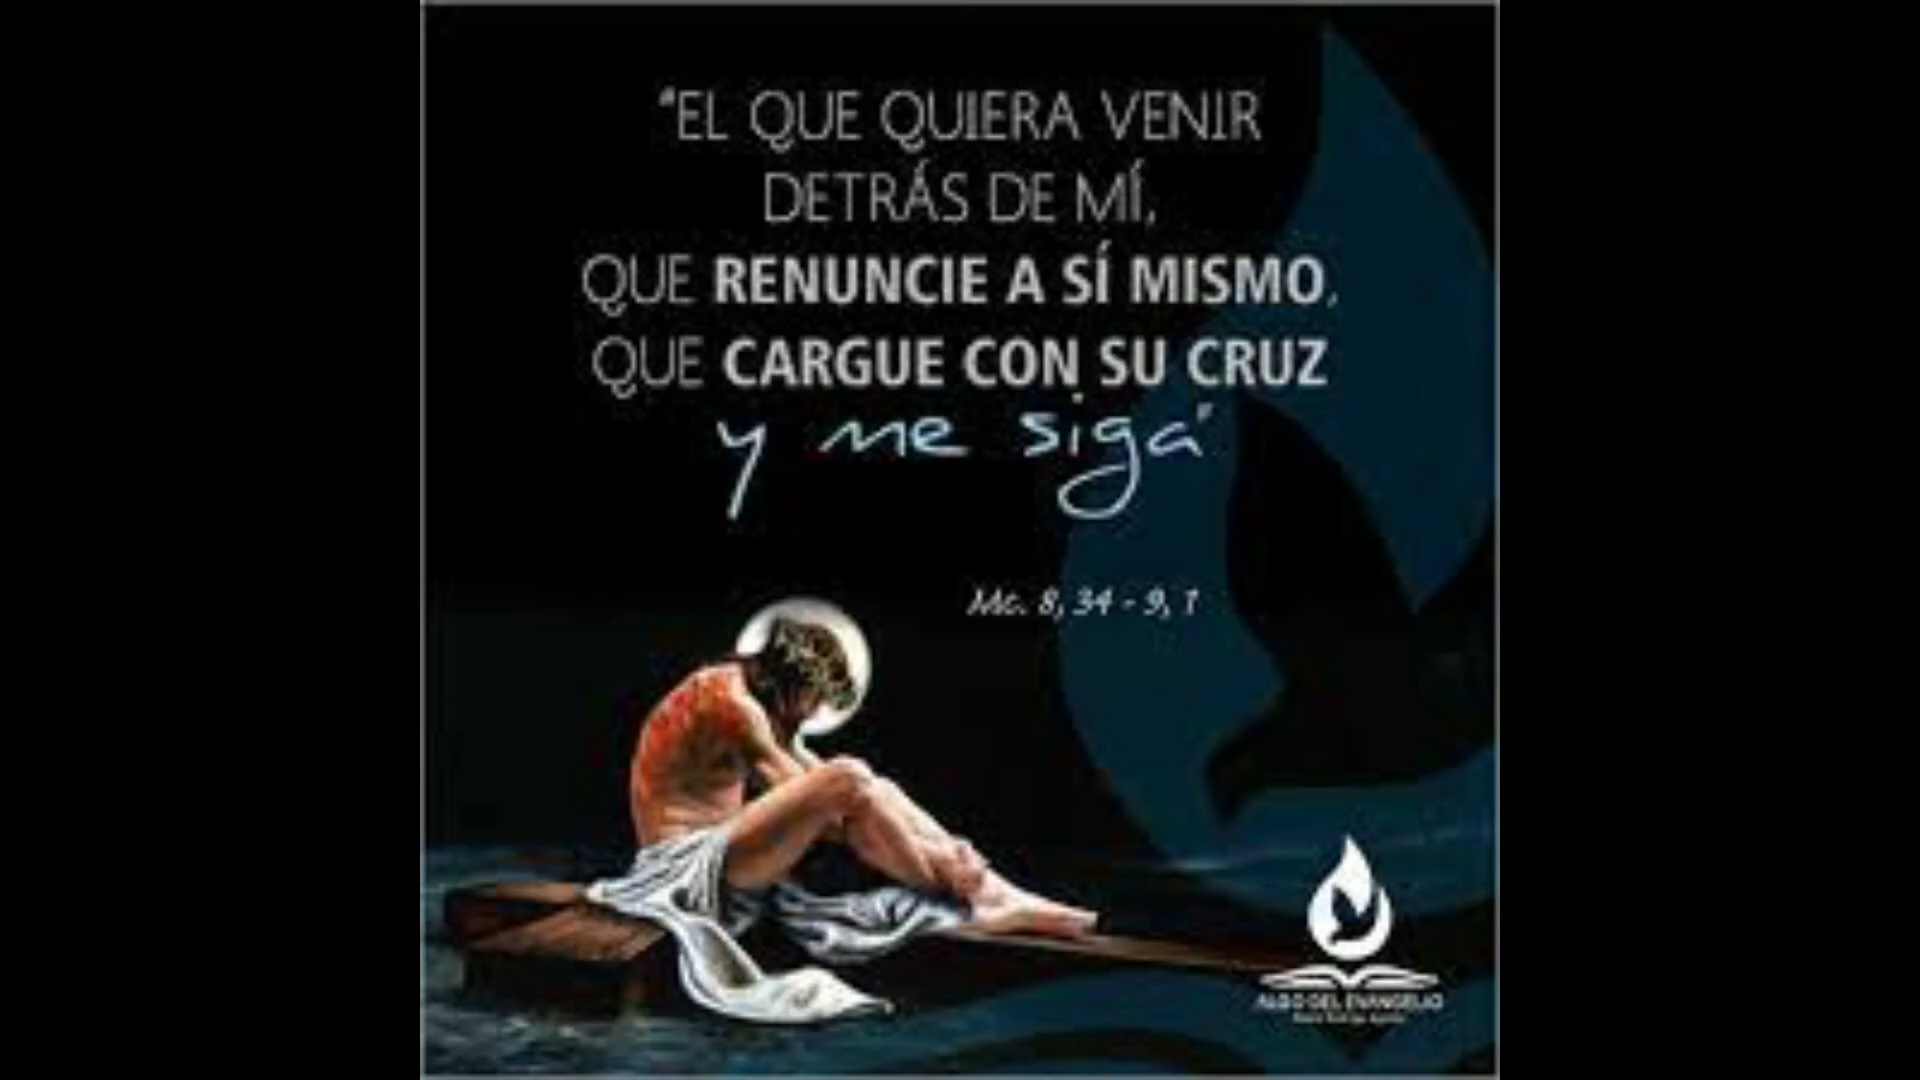 “EL QUE QUIERA VENIR
DETRÁS DE MÍ,
QUE RENUNCIE A SÍ MISMO,
QUE CARGUE CON SU CRUZ
y me siga”
Mc. 8, 34 - 9, 1
ALGO DEL EVANGELIO